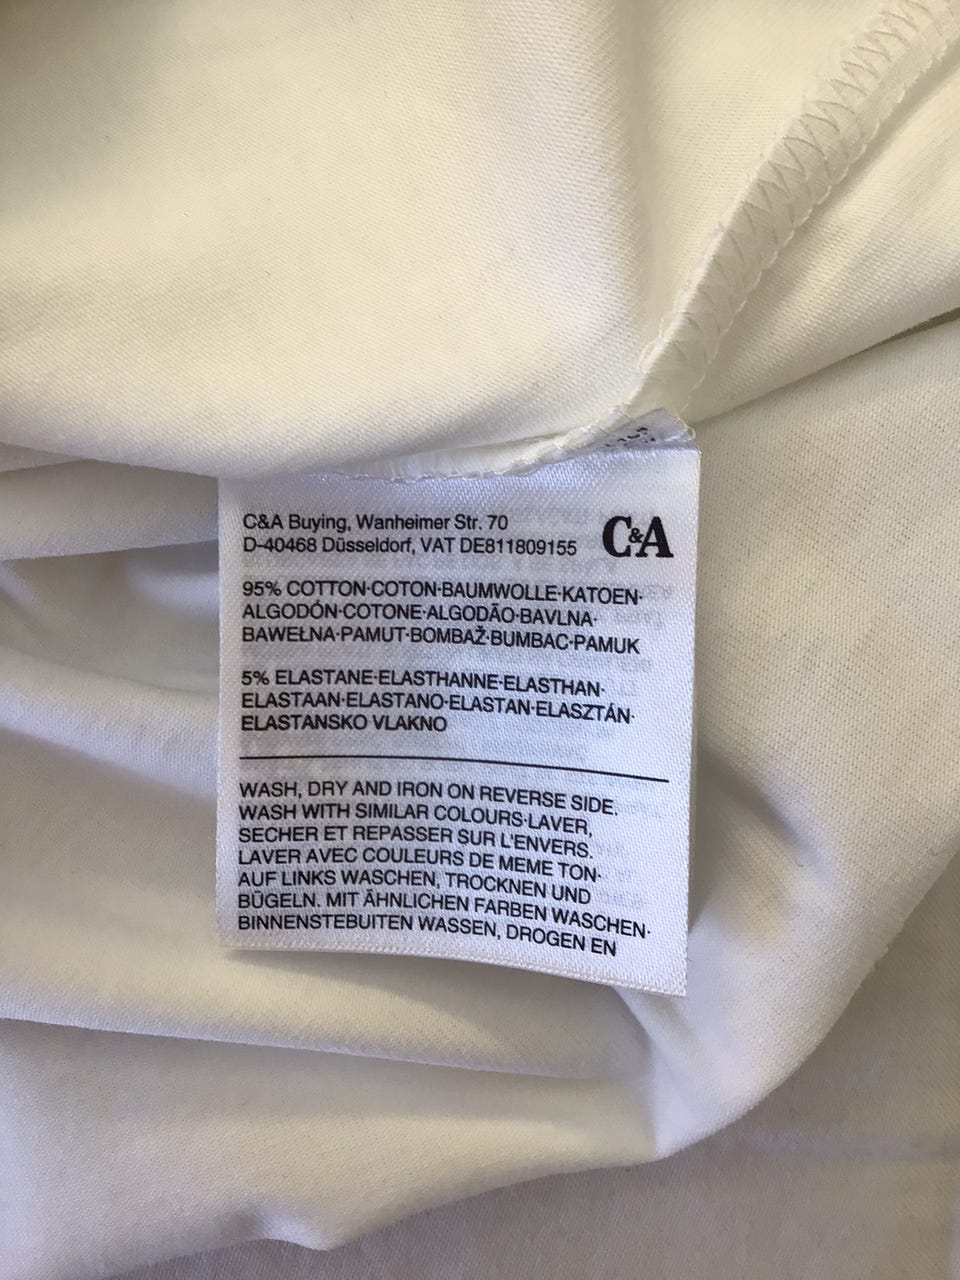 C&A Buying, Wanheimer Str. 70
D-40468 Düsseldorf, VAT DE811809155
C&A
95% COTTON·COTON·BAUMWOLLE·KATOEN·
ALGODÓN·COTONE·ALGODÃO·BAVLNA·
BAWEŁNA·PAMUT·BOMBAŽ·BUMBAC·PAMUK
5% ELASTANE·ELASTHANNE·ELASTHAN·
ELASTAAN·ELASTANO·ELASTAN·ELASZTÁN·
ELASTANSKO VLAKNO
WASH, DRY AND IRON ON REVERSE SIDE.
WASH WITH SIMILAR COLOURS·LAVER,
SECHER ET REPASSER SUR L'ENVERS.
LAVER AVEC COULEURS DE MEME TON·
AUF LINKS WASCHEN, TROCKNEN UND
BÜGELN. MIT ÄHNLICHEN FARBEN WASCHEN·
BINNENSTEBUITEN WASSEN, DROGEN EN